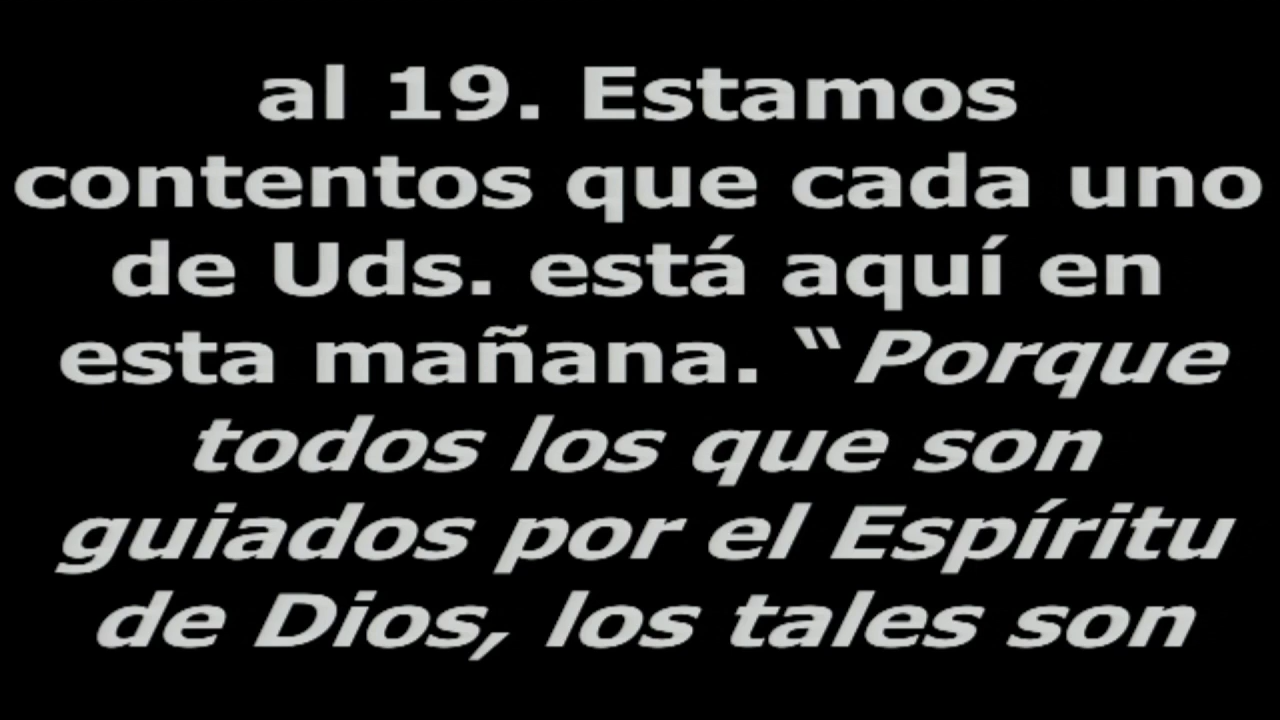 al 19. Estamos
contentos que cada uno
de Uds. está aquí en
esta mañana. “Porque
todos los que son
guiados por el Espíritu
de Dios, los tales son